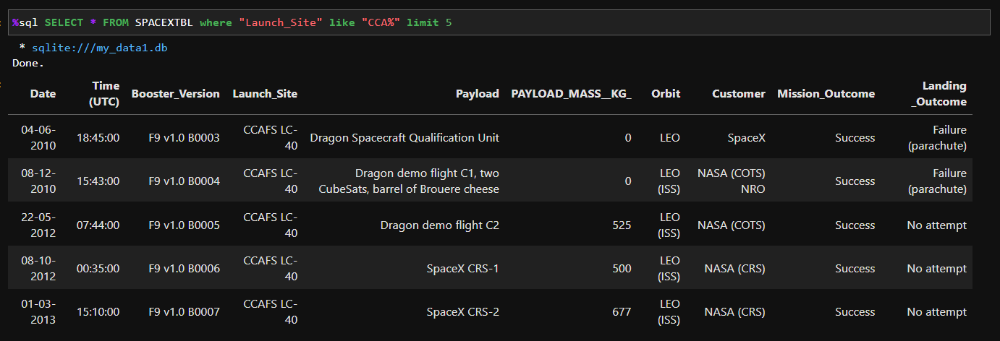 %sql SELECT * FROM SPACEXTBL where "Launch_Site" like "CCA%" limit 5
* sqlite:///my_data1.db
Done.
Date Time (UTC) Booster_Version Launch_Site Payload PAYLOAD_MASS__KG_ Orbit Customer Mission_Outcome Landing _Outcome
04-06-2010 18:45:00 F9 v1.0 B0003 CCAFS LC-40 Dragon Spacecraft Qualification Unit 0 LEO SpaceX Success Failure (parachute)
08-12-2010 15:43:00 F9 v1.0 B0004 CCAFS LC-40 Dragon demo flight C1, two CubeSats, barrel of Brouere cheese 0 LEO (ISS) NASA (COTS) NRO Success Failure (parachute)
22-05-2012 07:44:00 F9 v1.0 B0005 CCAFS LC-40 Dragon demo flight C2 525 LEO (ISS) NASA (COTS) Success No attempt
08-10-2012 00:35:00 F9 v1.0 B0006 CCAFS LC-40 SpaceX CRS-1 500 LEO (ISS) NASA (CRS) Success No attempt
01-03-2013 15:10:00 F9 v1.0 B0007 CCAFS LC-40 SpaceX CRS-2 677 LEO (ISS) NASA (CRS) Success No attempt